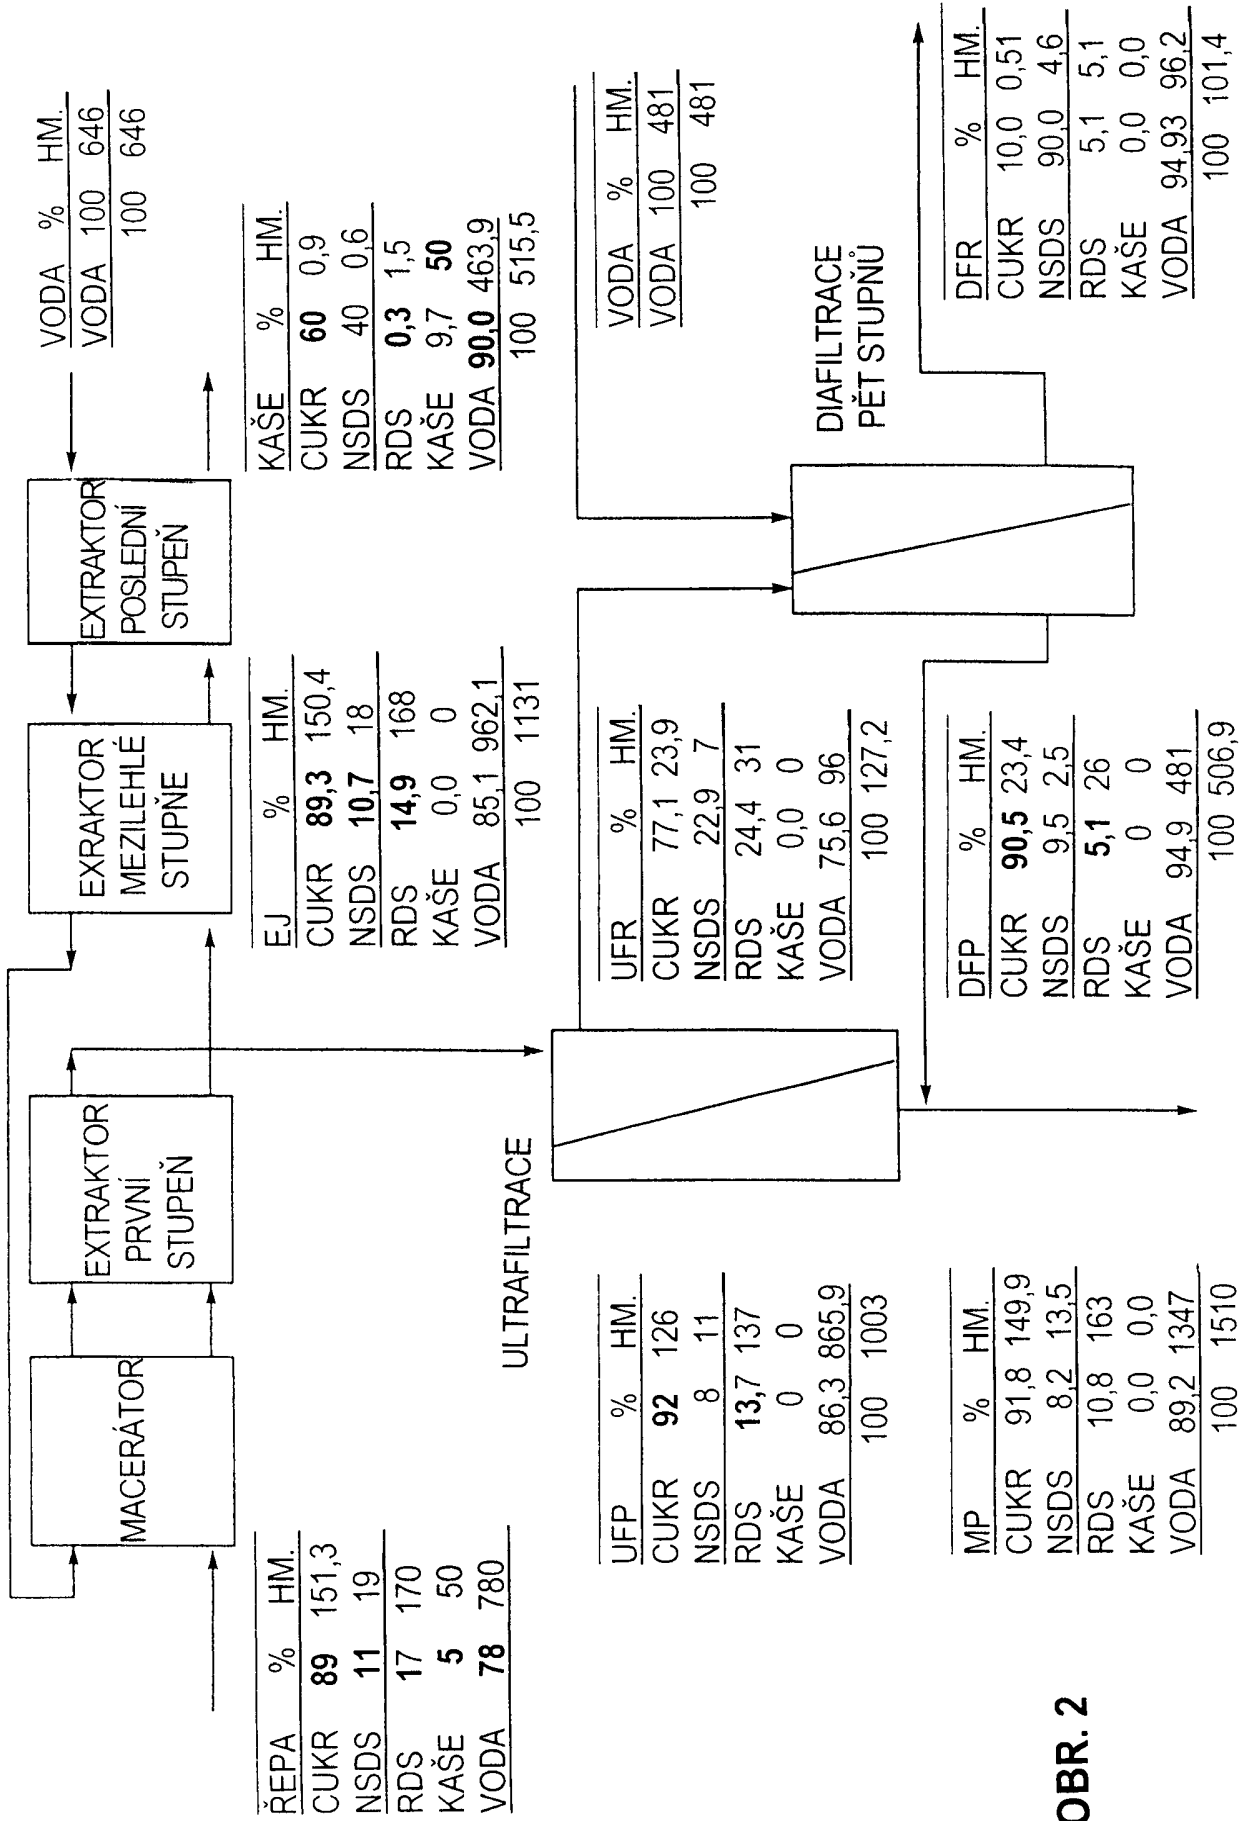 MACERÁTOR
EXTRAKTOR
PRVNÍ
STUPEŇ
EXRAKTOR
MEZILEHLÉ
STUPŇE
EXTRAKTOR
POSLEDNÍ
STUPEŇ
VODA % HM.
VODA 100 646
100 646
ŘEPA % HM.
CUKR 89 151,3
NSDS 11 19
RDS 17 170
KAŠE 5 50
VODA 78 780
EJ % HM.
CUKR 89,3 150,4
NSDS 10,7 18
RDS 14,9 168
KAŠE 0,0 0
VODA 85,1 962,1
100 1131
KAŠE % HM.
CUKR 60 0,9
NSDS 40 0,6
RDS 0,3 1,5
KAŠE 9,7 50
VODA 90,0 463,9
100 515,5
ULTRAFILTRACE
UFP % HM.
CUKR 92 126
NSDS 8 11
RDS 13,7 137
KAŠE 0 0
VODA 86,3 865,9
100 1003
UFR % HM.
CUKR 77,1 23,9
NSDS 22,9 7
RDS 24,4 31
KAŠE 0,0 0
VODA 75,6 96
100 127,2
VODA % HM.
VODA 100 481
100 481
DIAFILTRACE
PĚT STUPŇŮ
MP % HM.
CUKR 91,8 149,9
NSDS 8,2 13,5
RDS 10,8 163
KAŠE 0,0 0,0
VODA 89,2 1347
100 1510
DFP % HM.
CUKR 90,5 23,4
NSDS 9,5 2,5
RDS 5,1 26
KAŠE 0 0
VODA 94,9 481
100 506,9
DFR % HM.
CUKR 10,0 0,51
NSDS 90,0 4,6
RDS 5,1 5,1
KAŠE 0,0 0,0
VODA 94,93 96,2
100 101,4
OBR. 2